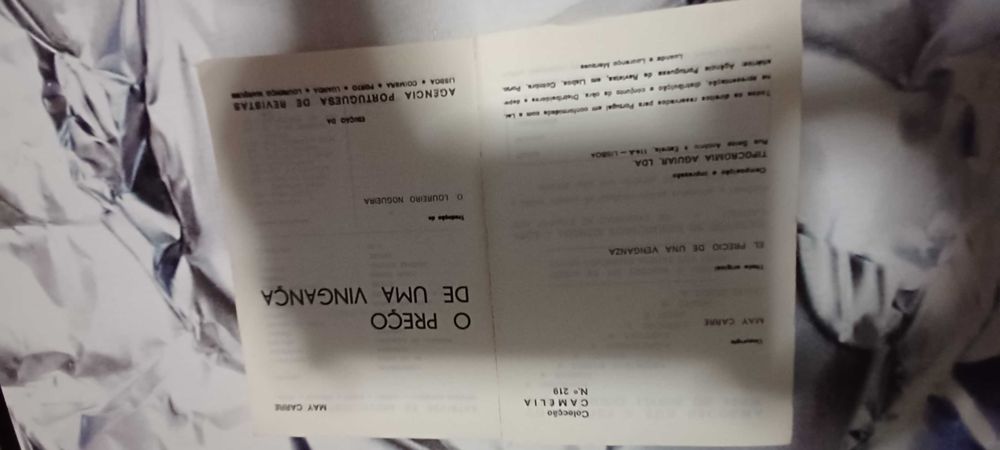 Colecção
CAMELIA
N.º 219
Copyright
MAY CARRE
Título original
EL PRECIO DE UNA VENGANZA
Composição e impressão
TIPOCROMIA AGUIAR, LDA.
Rua Santo António à Estrela, 114-A — LISBOA
Todos os direitos reservados para Portugal em conformidade com a Lei,
na apresentação, distribuição e conjunto da obra. Distribuidores e depo-
sitários: Agência Portuguesa de Revistas, em Lisboa, Coimbra, Porto,
Luanda e Lourenço Marques
MAY CARRE
O PREÇO
DE UMA VINGANÇA
Tradução de
O. LOUREIRO NOGUEIRA
EDIÇÃO DA
AGÊNCIA PORTUGUESA DE REVISTAS
LISBOA • COIMBRA • PORTO • LUANDA • LOURENÇO MARQUES